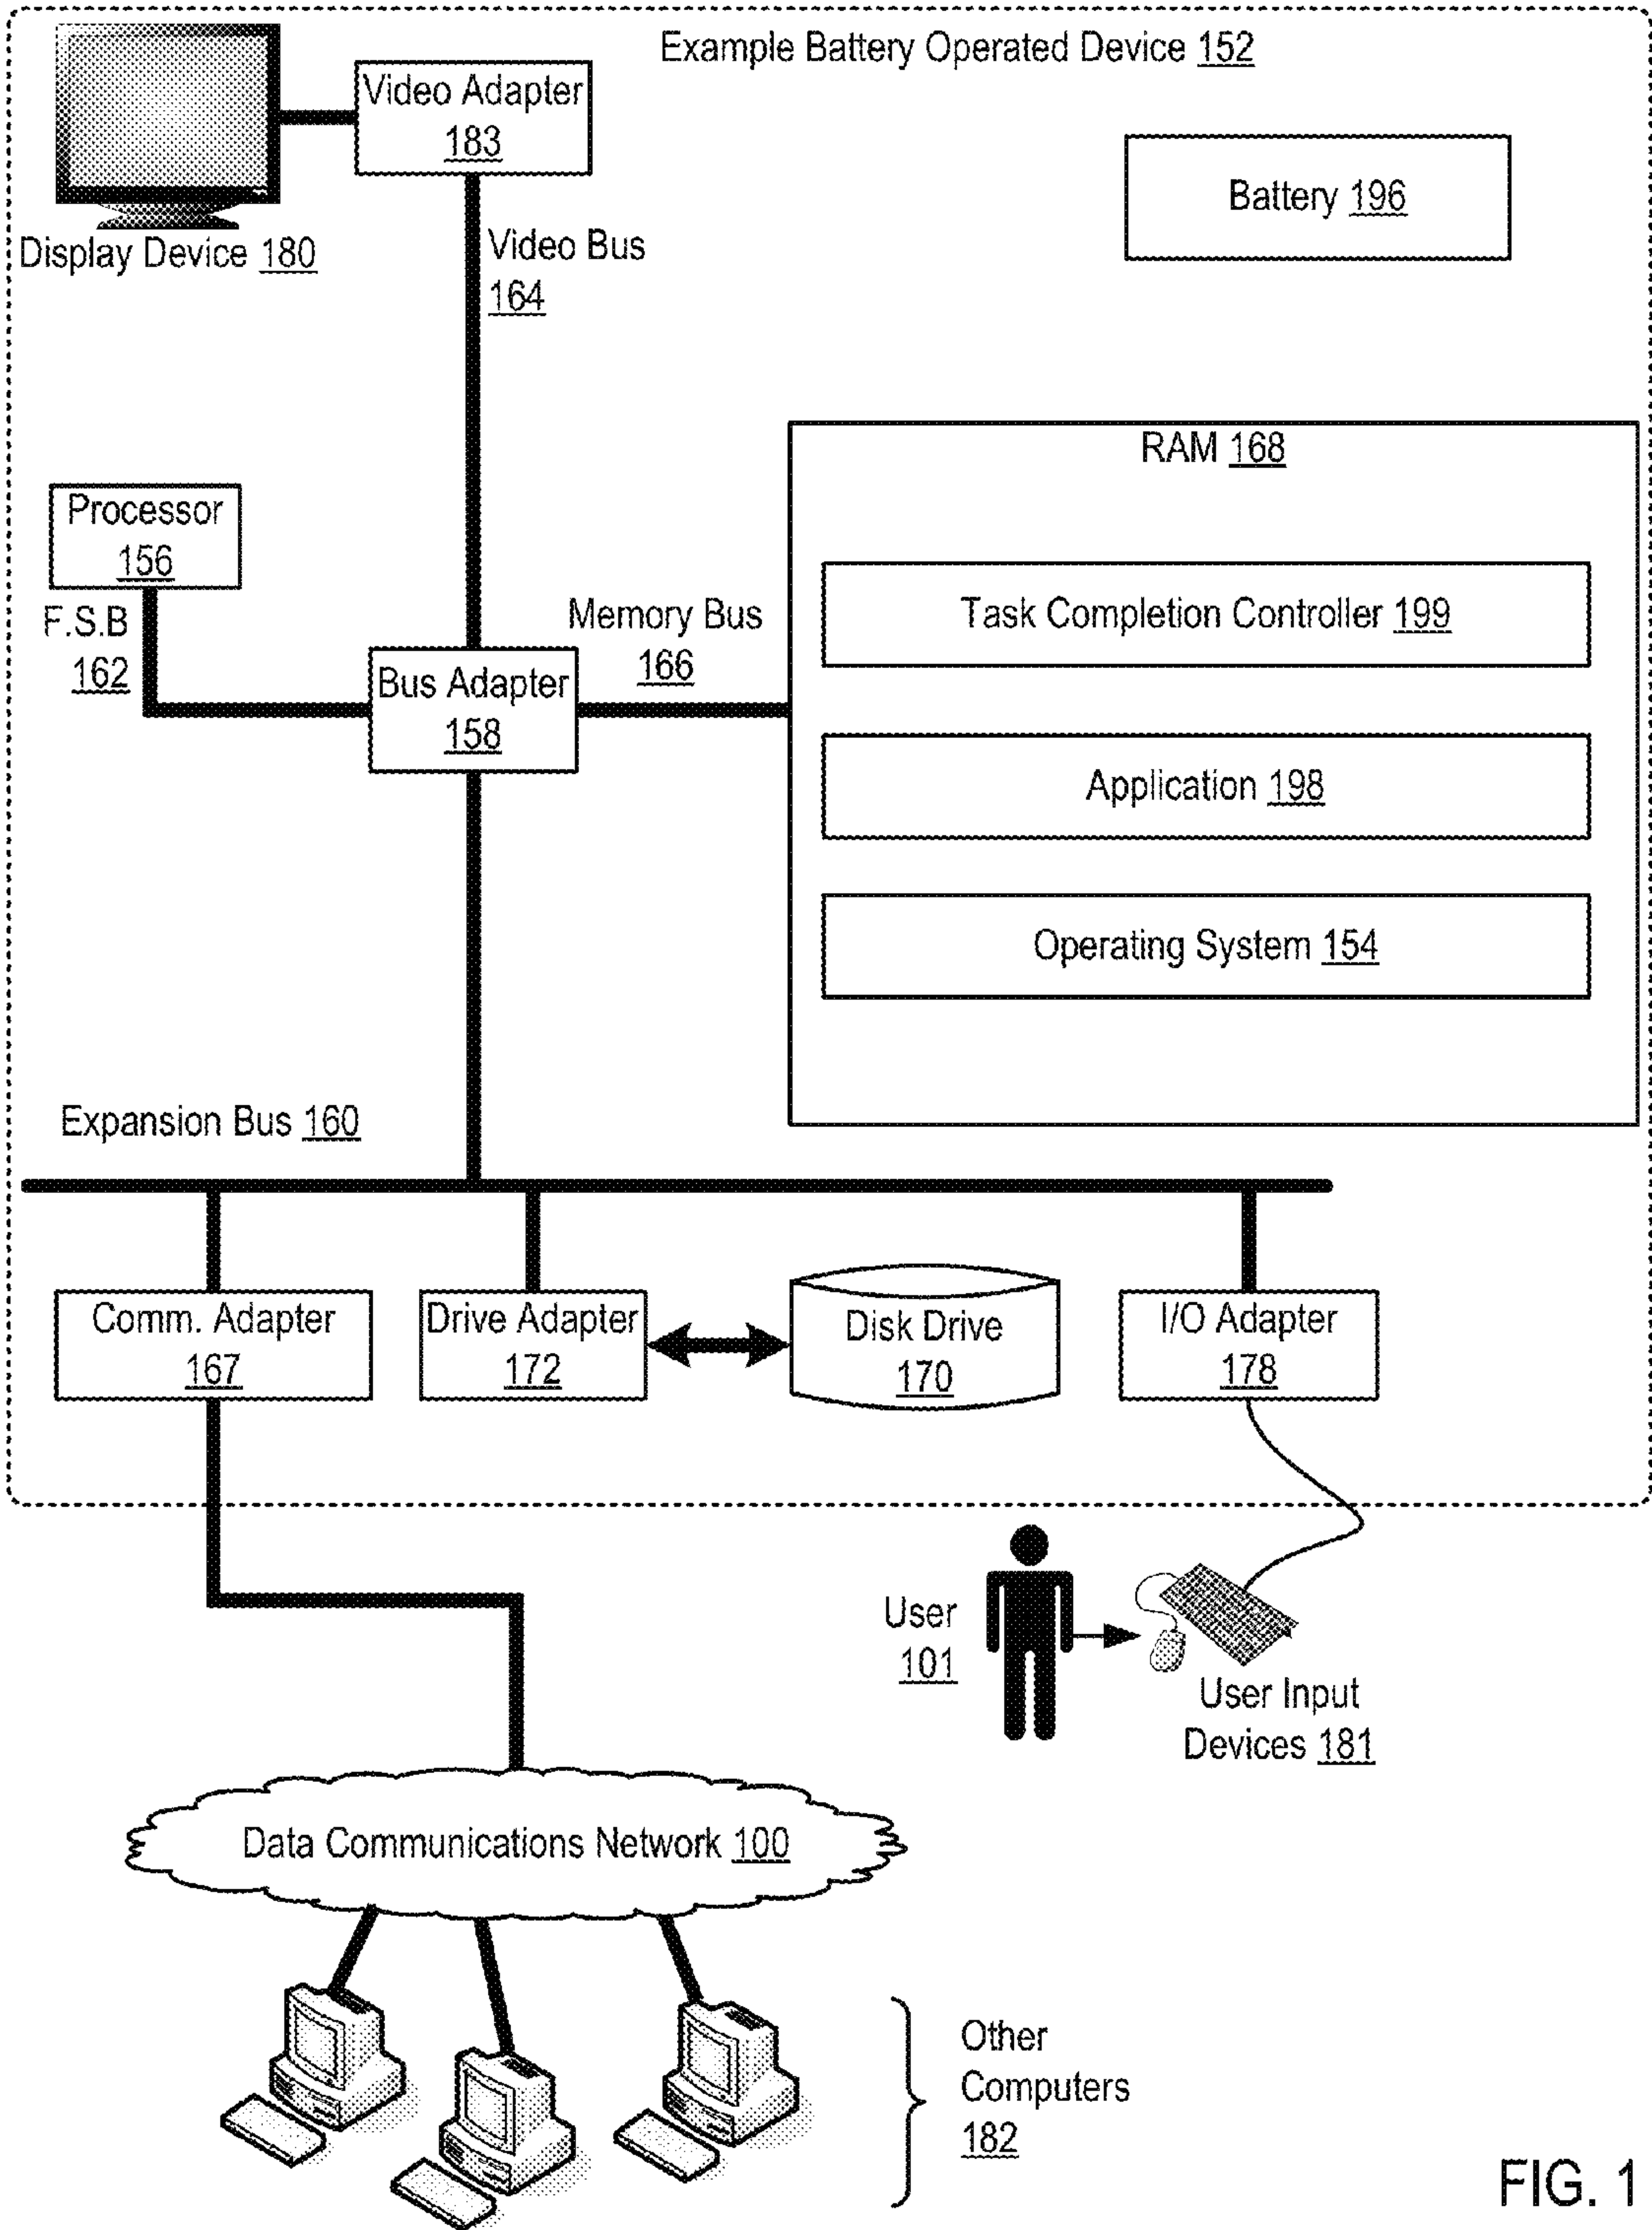 Example Battery Operated Device 152
Video Adapter
183
Battery 196
Display Device 180
Video Bus
164
RAM 168
Processor
156
F.S.B
162
Memory Bus
166
Task Completion Controller 199
Bus Adapter
158
Application 198
Operating System 154
Expansion Bus 160
Comm. Adapter
167
Drive Adapter
172
Disk Drive
170
I/O Adapter
178
User
101
User Input
Devices 181
Data Communications Network 100
Other
Computers
182
FIG. 1